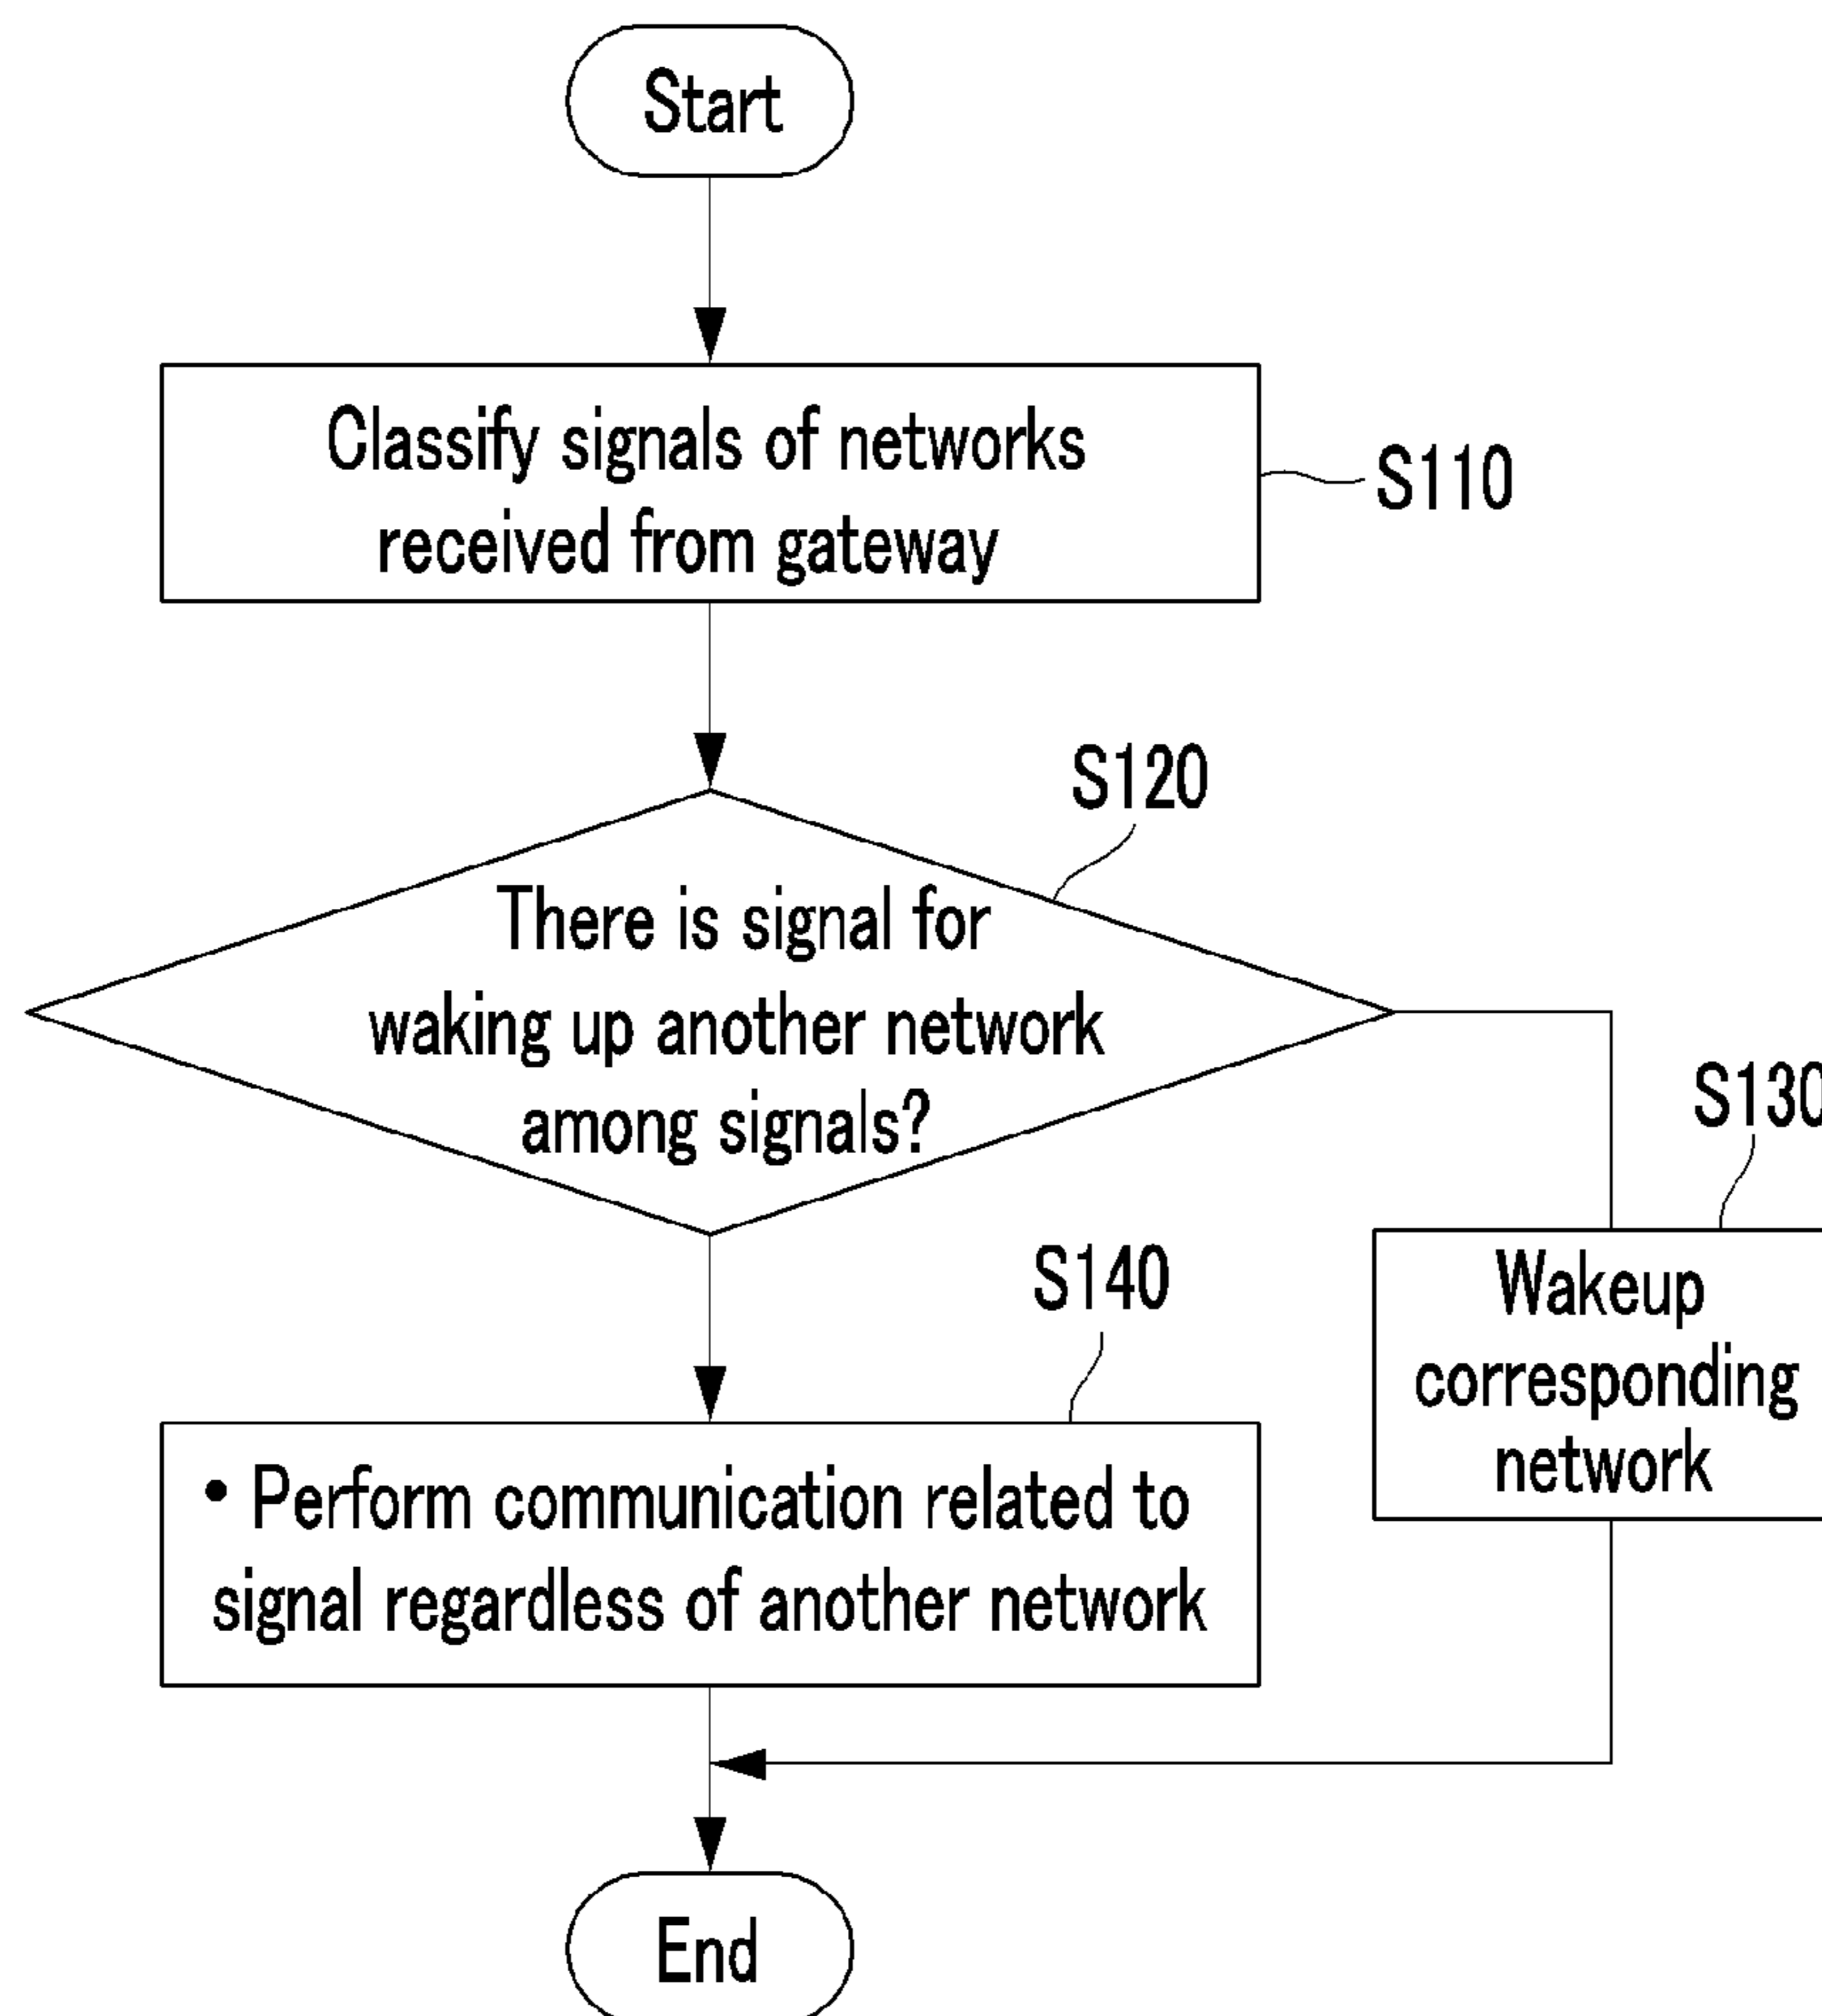 Start
Classify signals of networks
received from gateway
S110
S120
There is signal for
waking up another network
among signals?
S130
Wakeup
corresponding
network
S140
• Perform communication related to
signal regardless of another network
End